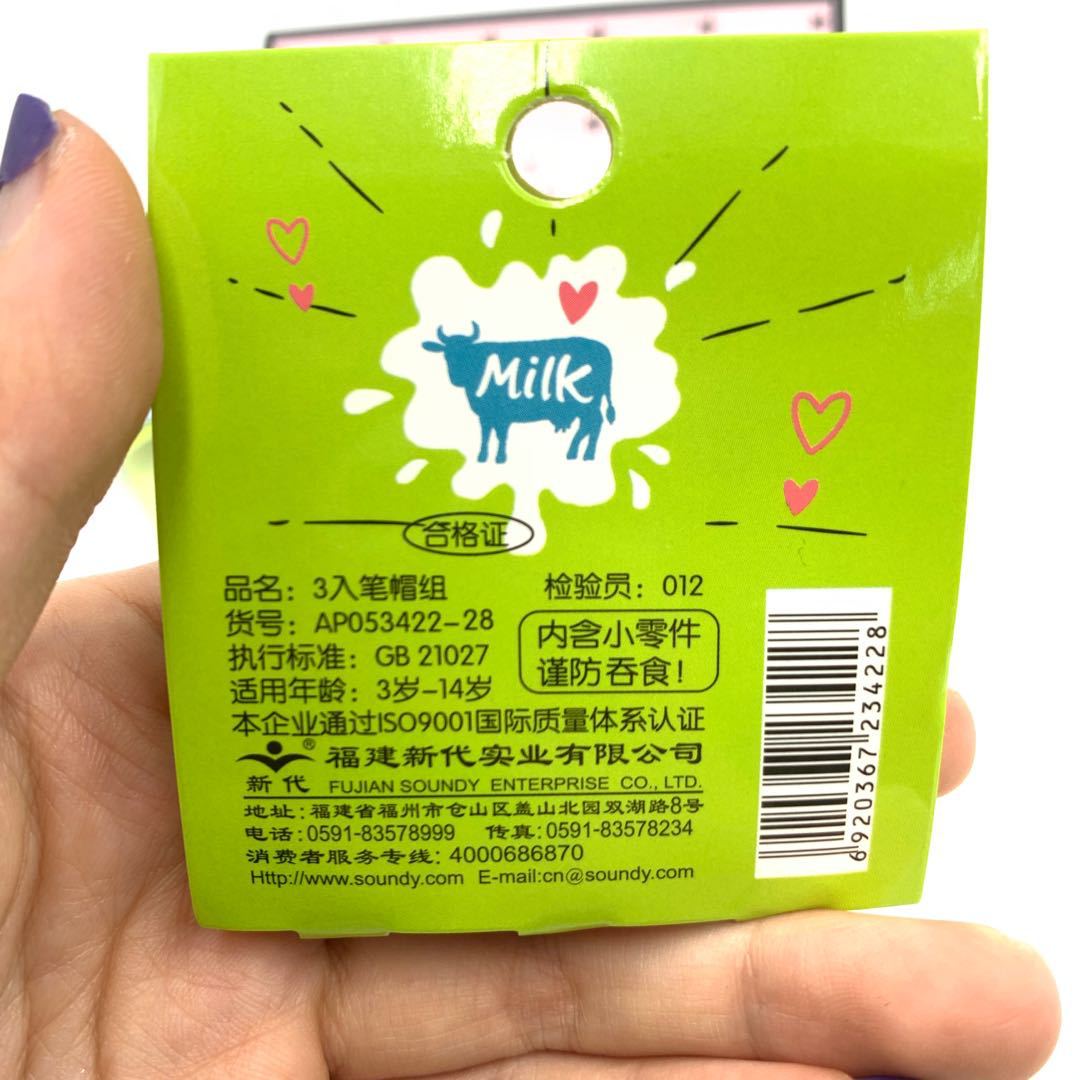 Milk
合格证
品名：3入笔帽组
检验员：012
货号：AP053422-28
执行标准：GB 21027
适用年龄：3岁-14岁
内含小零件
谨防吞食！
本企业通过ISO9001国际质量体系认证
® 福建新代实业有限公司
新代 FUJIAN SOUNDY ENTERPRISE CO., LTD.
地址：福建省福州市仓山区盖山北园双湖路8号
电话：0591-83578999 传真：0591-83578234
消费者服务专线：4000686870
Http://www.soundy.com E-mail:cn@soundy.com
6920367234228